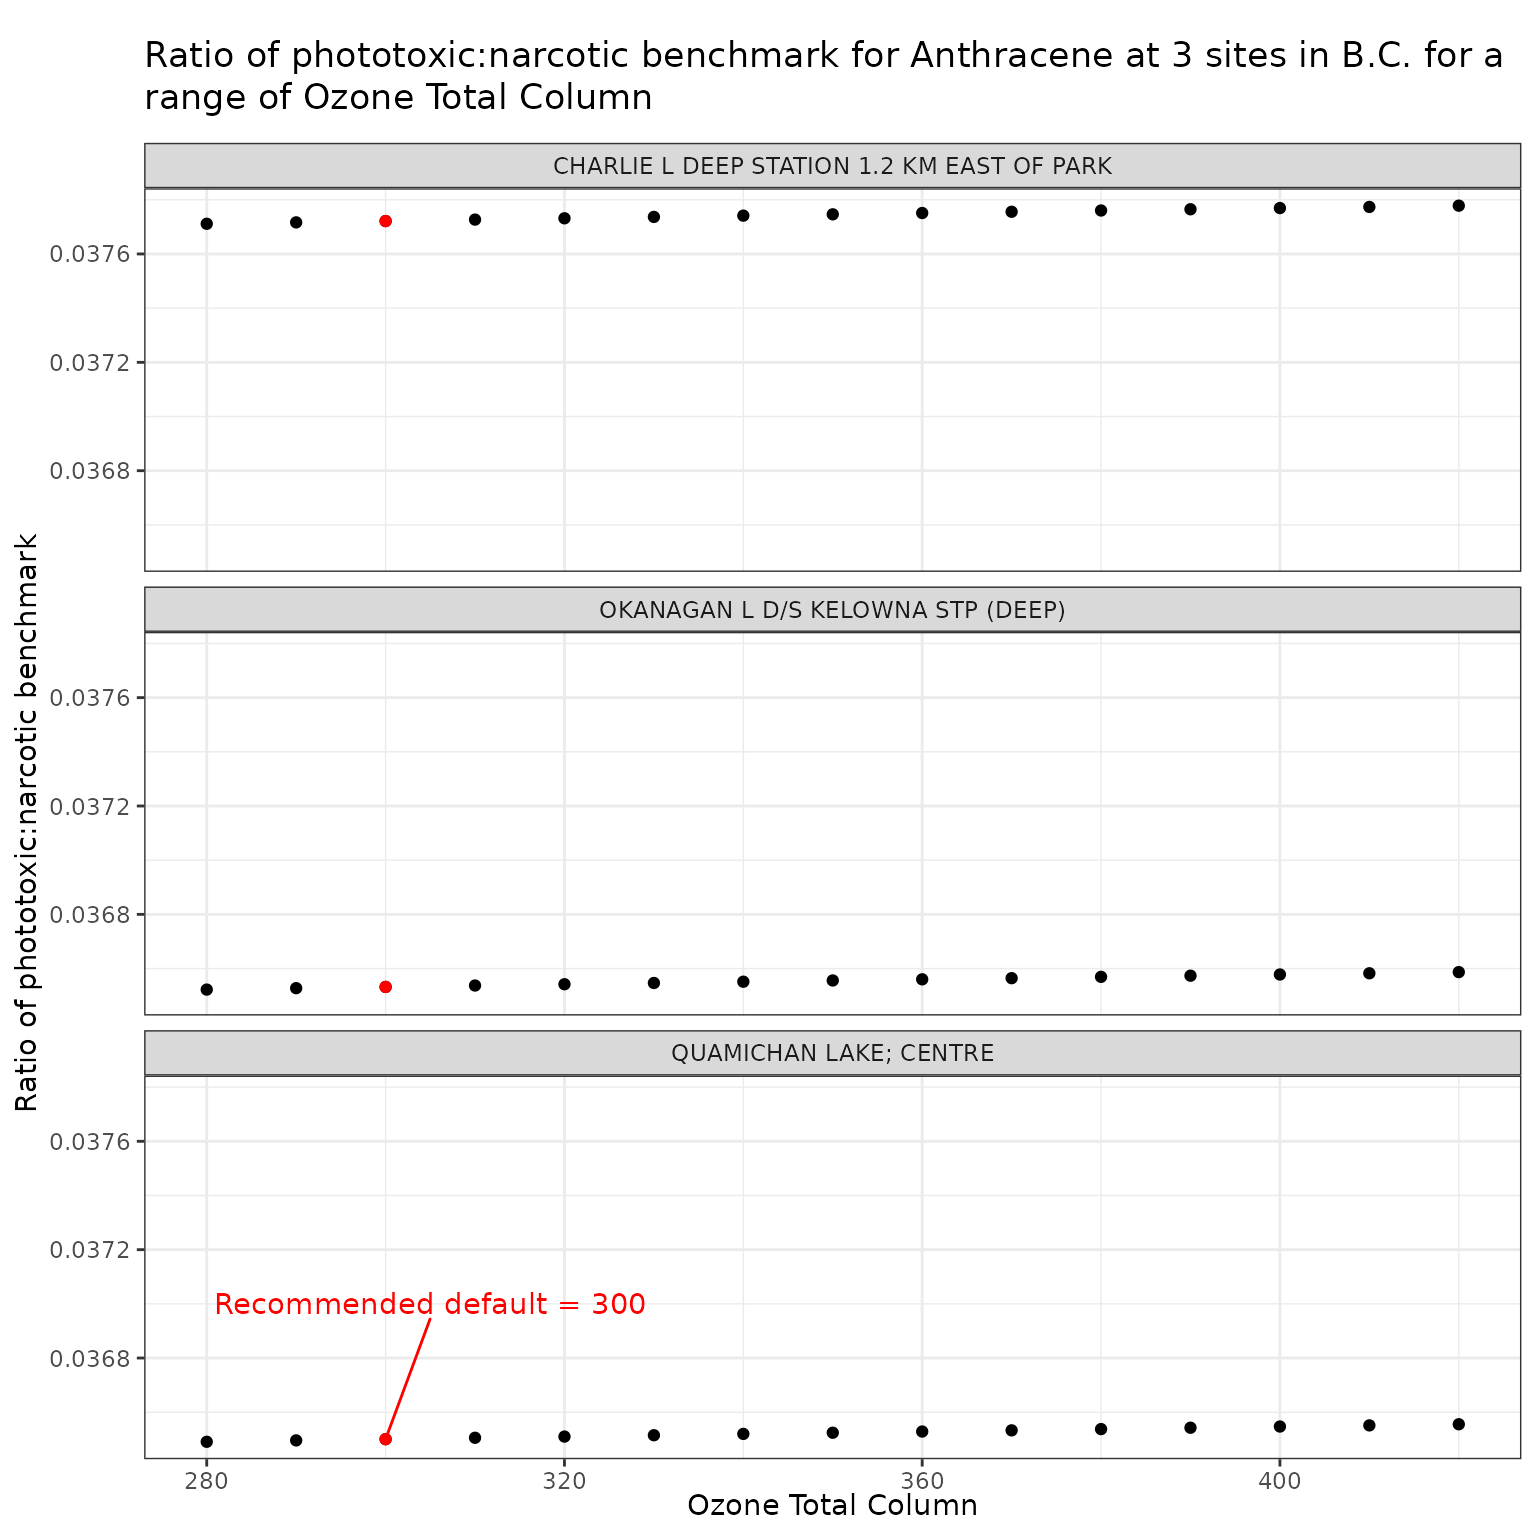 Ratio of phototoxic:narcotic benchmark for Anthracene at 3 sites in B.C. for a
range of Ozone Total Column
CHARLIE L DEEP STATION 1.2 KM EAST OF PARK
0.0376
0.0372
0.0368
OKANAGAN L D/S KELOWNA STP (DEEP)
0.0376
0.0372
0.0368
Ratio of phototoxic:narcotic benchmark
QUAMICHAN LAKE; CENTRE
0.0376
0.0372
Recommended default = 300
0.0368
280 320 360 400
Ozone Total Column